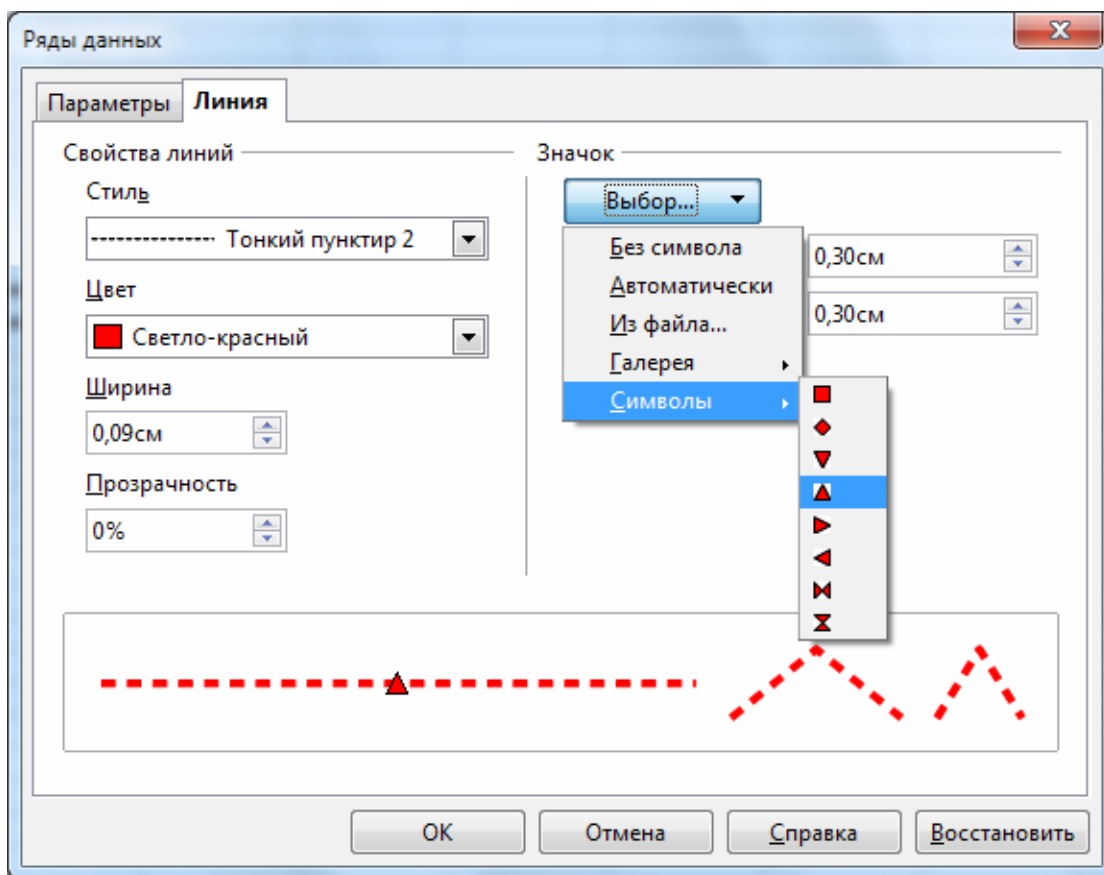 Ряды данных
Параметры Линия
Свойства линий
Стиль
Тонкий пунктир 2
Цвет
Светло-красный
Ширина
0,09см
Прозрачность
0%
Значок
Выбор...
Без символа
Автоматически
Из файла...
Галерея
Символы
0,30см
0,30см
ОК Отмена Справка Восстановить